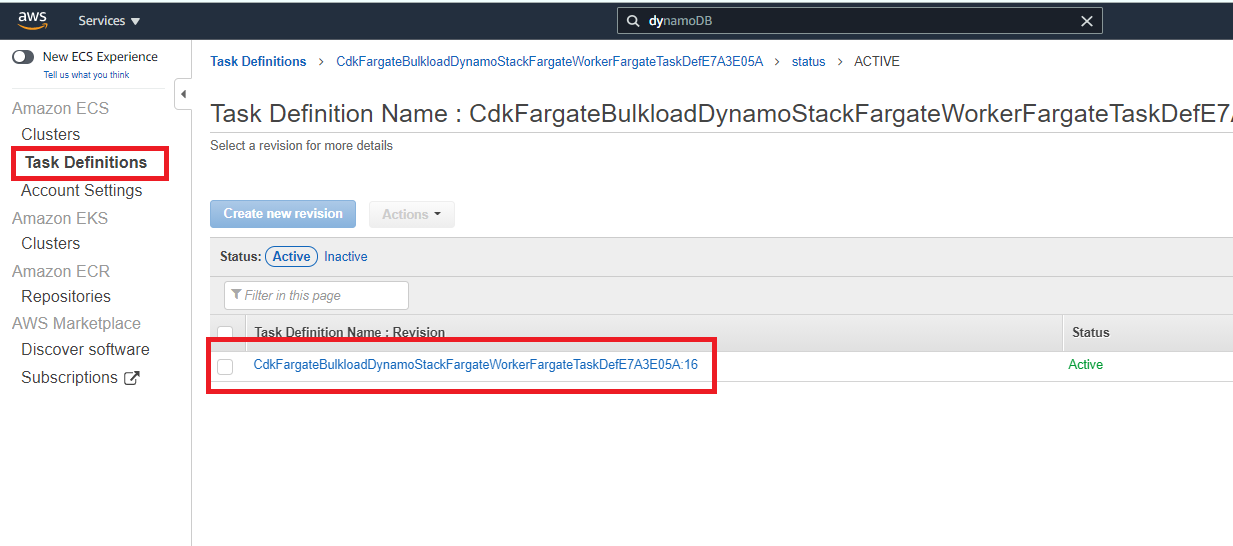 aws Services dynamoDB
New ECS Experience
Tell us what you think
Amazon ECS
Clusters
Task Definitions
Account Settings
Amazon EKS
Clusters
Amazon ECR
Repositories
AWS Marketplace
Discover software
Subscriptions
Task Definitions > CdkFargateBulkloadDynamoStackFargateWorkerFargateTaskDefE7A3E05A > status > ACTIVE
Task Definition Name : CdkFargateBulkloadDynamoStackFargateWorkerFargateTaskDefE7
Select a revision for more details
Create new revision Actions
Status: Active Inactive
Filter in this page
Task Definition Name : Revision Status
CdkFargateBulkloadDynamoStackFargateWorkerFargateTaskDefE7A3E05A:16 Active